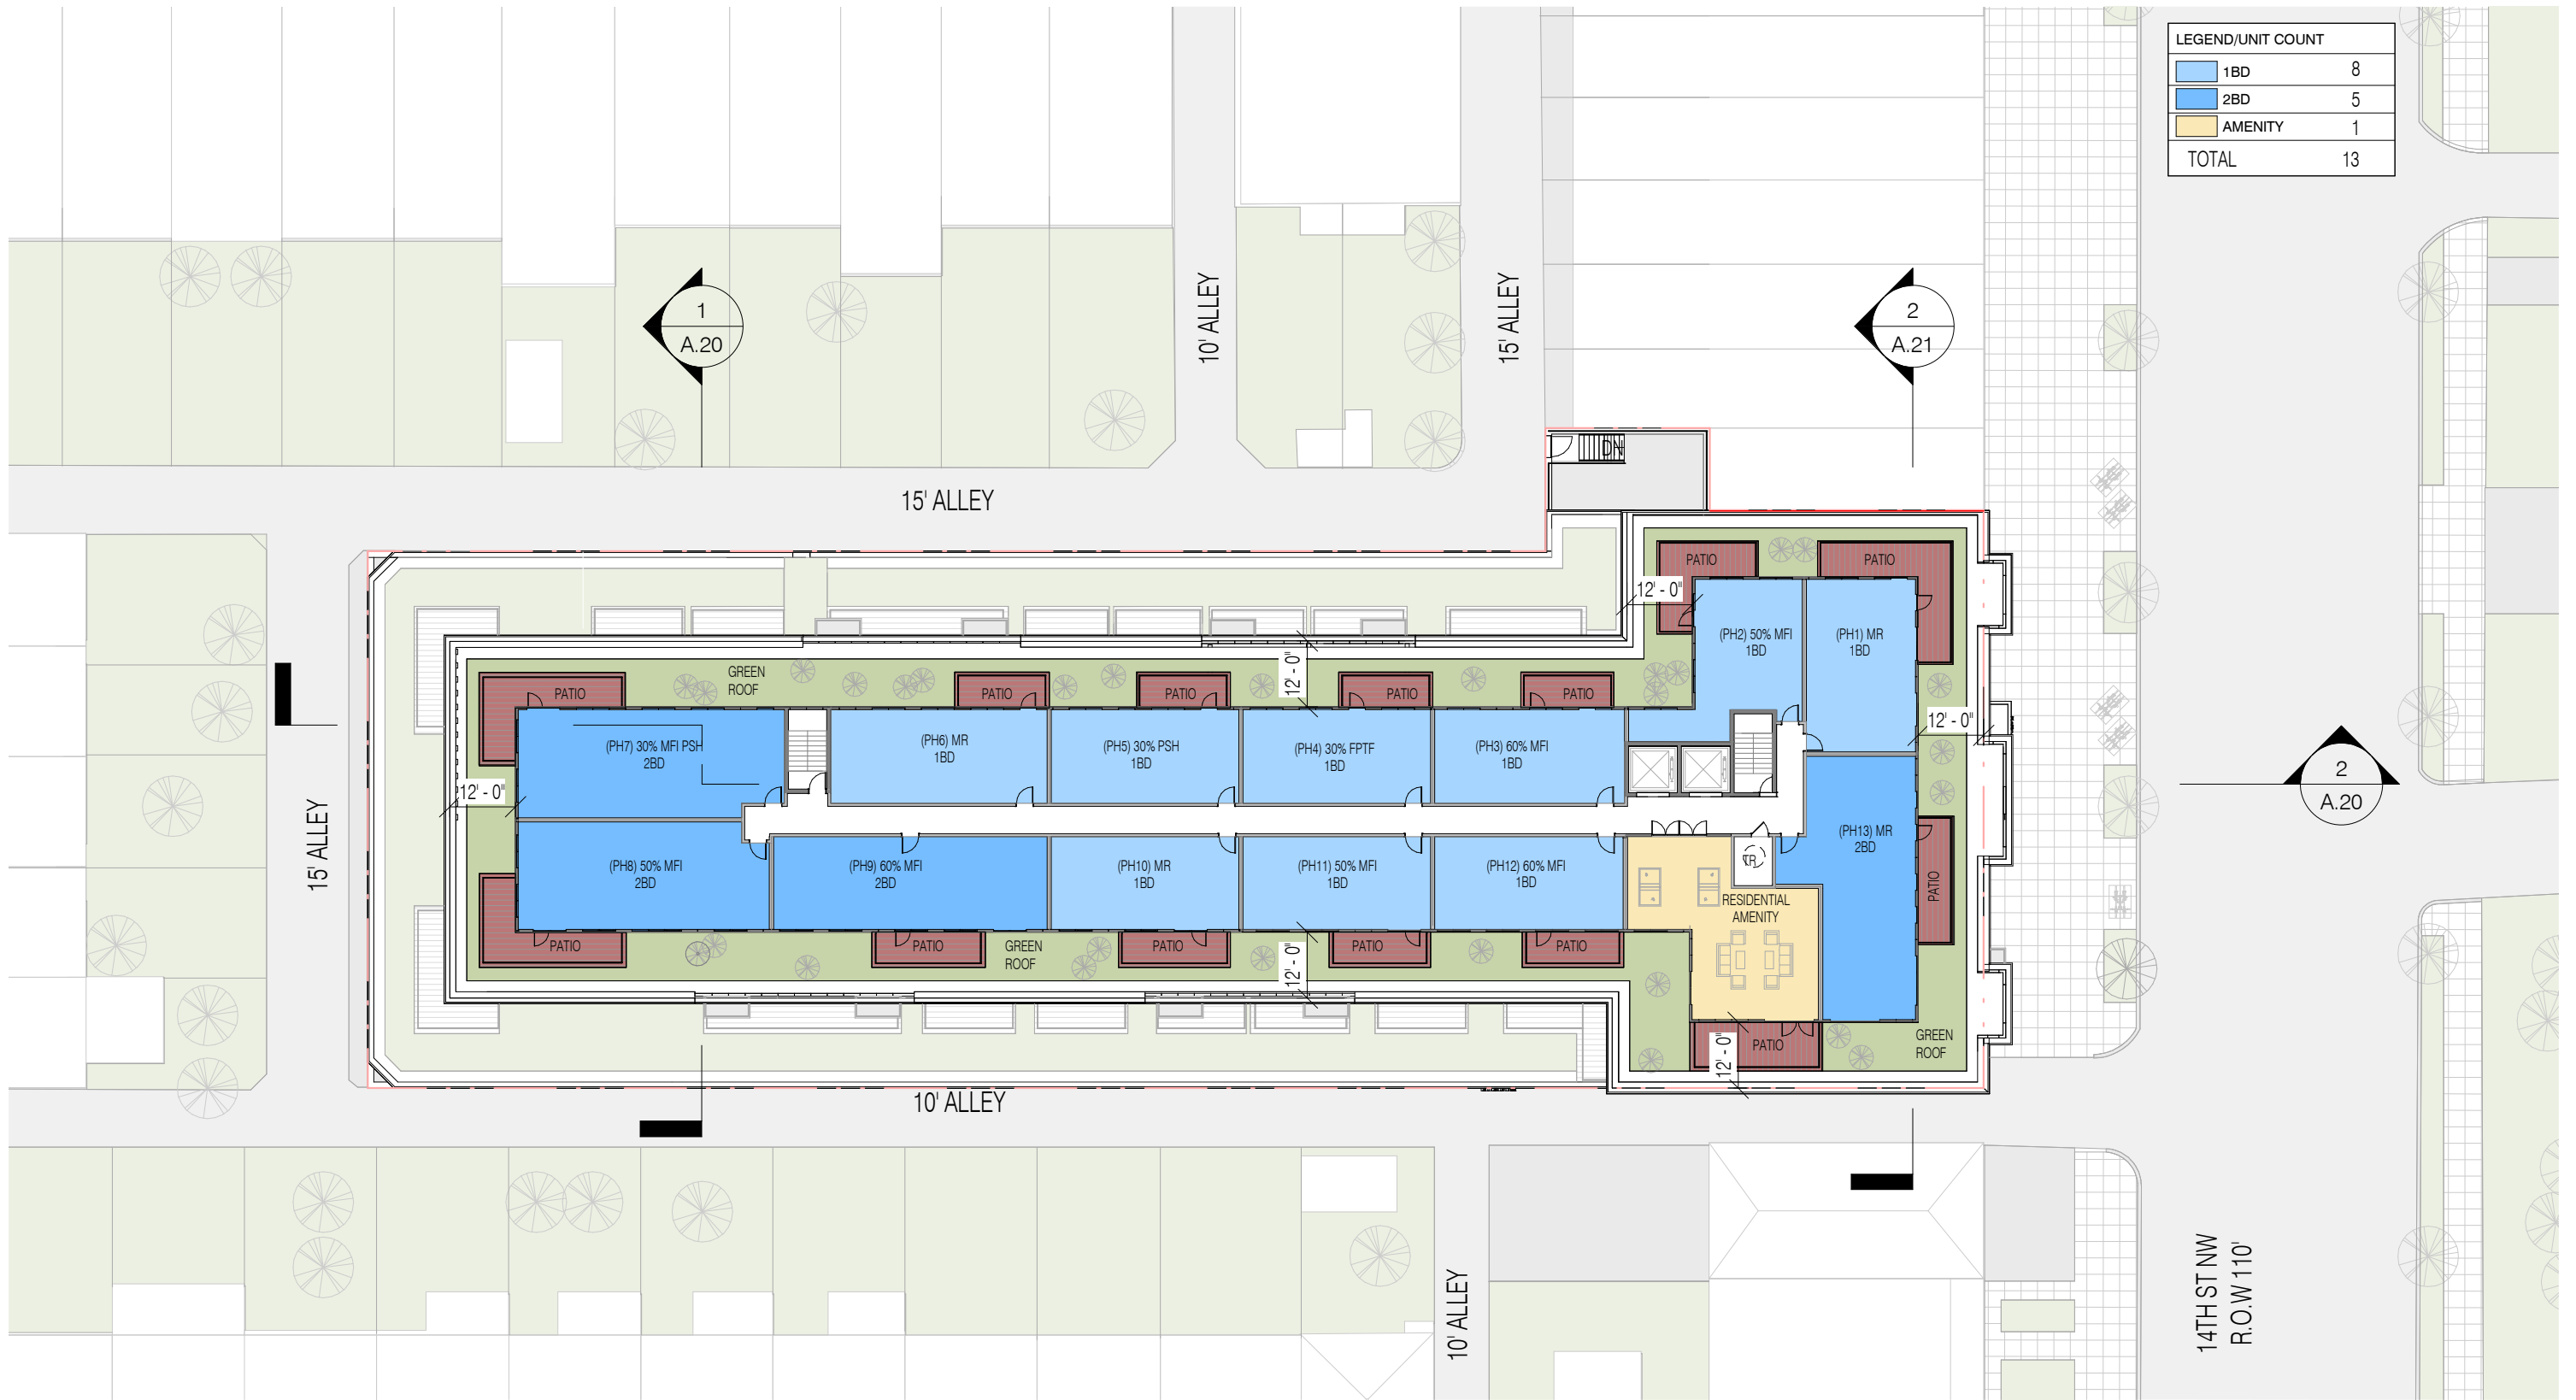 LEGEND/UNIT COUNT
1BD 8
2BD 5
AMENITY 1
TOTAL 13
10' ALLEY
15' ALLEY
1
A.20
2
A.21
15' ALLEY
DN
PATIO
PATIO
12' - 0"
(PH2) 50% MFI
1BD
(PH1) MR
1BD
GREEN
ROOF
12' - 0"
PATIO
PATIO
PATIO
PATIO
PATIO
12' - 0"
(PH7) 30% MFI PSH
2BD
(PH6) MR
1BD
(PH5) 30% PSH
1BD
(PH4) 30% FPTF
1BD
(PH3) 60% MFI
1BD
12' - 0"
2
A.20
15' ALLEY
(PH8) 50% MFI
2BD
(PH9) 60% MFI
2BD
(PH10) MR
1BD
(PH11) 50% MFI
1BD
(PH12) 60% MFI
1BD
TR
(PH13) MR
2BD
RESIDENTIAL
AMENITY
PATIO
PATIO
PATIO
GREEN
ROOF
PATIO
12' - 0"
PATIO
PATIO
12' - 0"
PATIO
GREEN
ROOF
10' ALLEY
10' ALLEY
14TH ST NW
R.O.W 110'